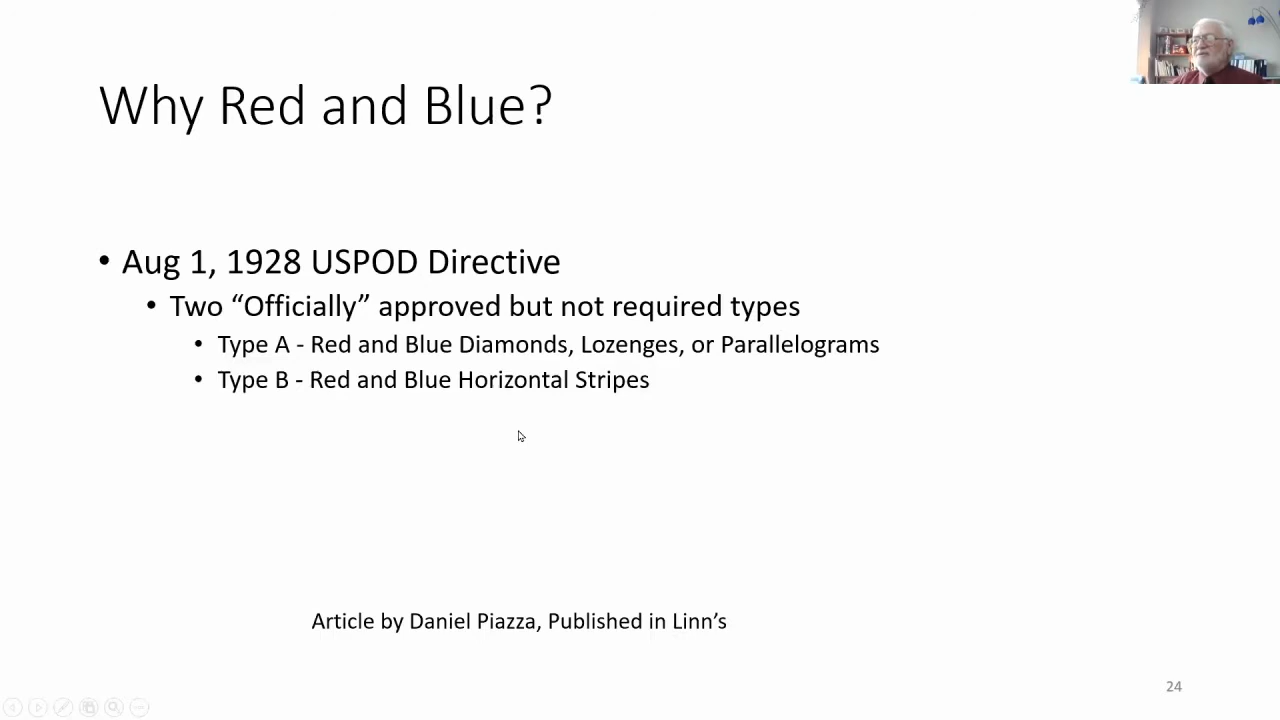 Why Red and Blue?
• Aug 1, 1928 USPOD Directive
• Two “Officially” approved but not required types
• Type A - Red and Blue Diamonds, Lozenges, or Parallelograms
• Type B - Red and Blue Horizontal Stripes
Article by Daniel Piazza, Published in Linn’s
24